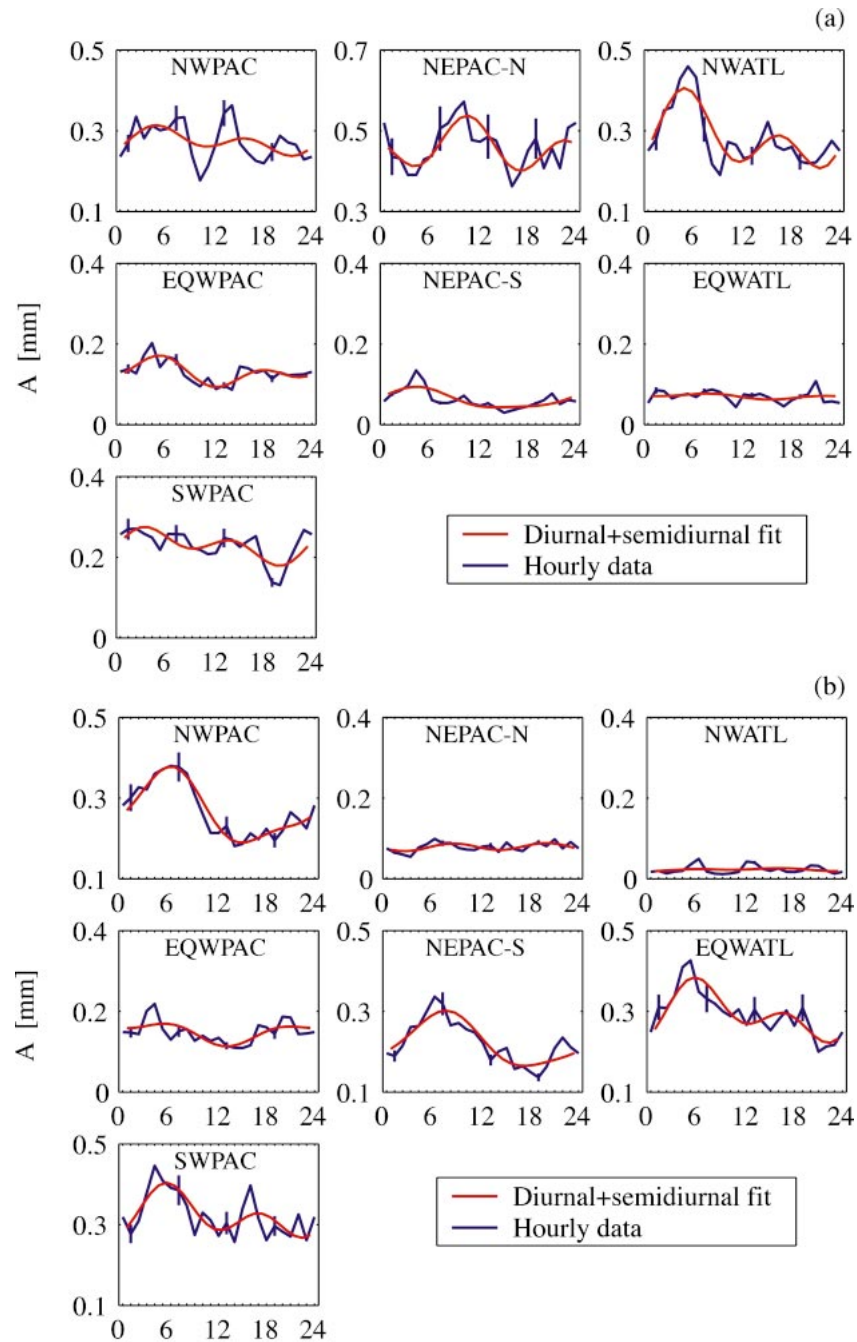 (a)
NWPAC NEPAC-N NWATL
0.5 0.7 0.5
0.3 0.5 0.3
0.1 0.3 0.1
0 6 12 18 24 0 6 12 18 24 0 6 12 18 24
EQWPAC NEPAC-S EQWATL
0.4 0.4 0.4
0.2 0.2 0.2
0 0 0
0 6 12 18 24 0 6 12 18 24 0 6 12 18 24
A [mm]
SWPAC
0.4
0.2
0
0 6 12 18 24
Diurnal+semidiurnal fit
Hourly data
(b)
NWPAC NEPAC-N NWATL
0.5 0.4 0.4
0.3 0.2 0.2
0.1 0 0
0 6 12 18 24 0 6 12 18 24 0 6 12 18 24
EQWPAC NEPAC-S EQWATL
0.4 0.5 0.5
0.2 0.3 0.3
0 0.1 0.1
0 6 12 18 24 0 6 12 18 24 0 6 12 18 24
A [mm]
SWPAC
0.5
0.3
0.1
0 6 12 18 24
Diurnal+semidiurnal fit
Hourly data